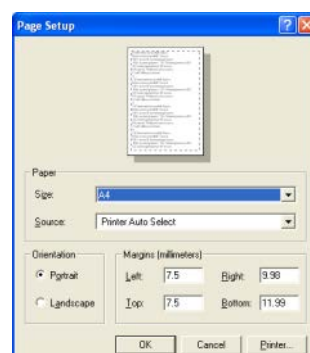 Page Setup
Paper
Size: A4
Source: Printer Auto Select
Orientation
Portrait
Landscape
Margins (millimeters)
Left: 7.5 Right: 9.98
Top: 7.5 Bottom: 11.99
OK Cancel Printer...